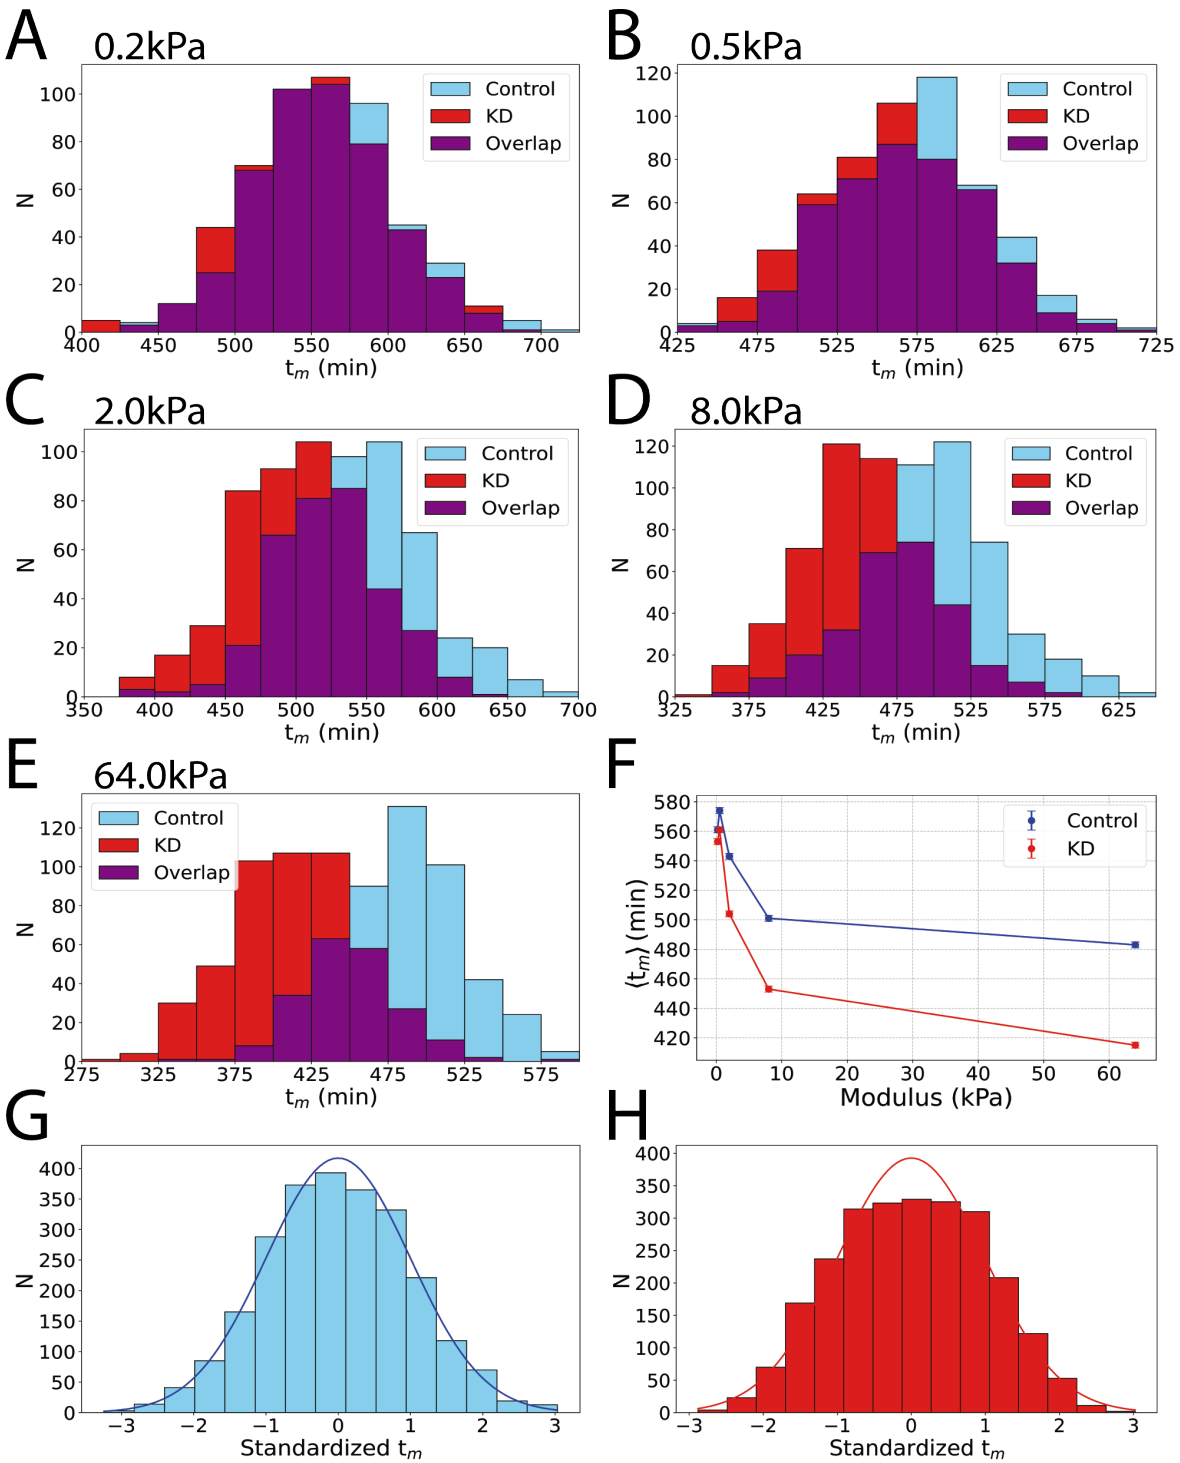 A 0.2kPa
100
80
60
40
20
0
N
400 450 500 550 600 650 700
tm (min)
Control
KD
Overlap
B 0.5kPa
120
100
80
60
40
20
0
N
425 475 525 575 625 675 725
tm (min)
Control
KD
Overlap
C 2.0kPa
100
80
60
40
20
0
N
350 400 450 500 550 600 650 700
tm (min)
Control
KD
Overlap
D 8.0kPa
120
100
80
60
40
20
0
N
325 375 425 475 525 575 625
tm (min)
Control
KD
Overlap
E 64.0kPa
120
100
80
60
40
20
0
N
275 325 375 425 475 525 575
tm (min)
Control
KD
Overlap
F
580
560
540
520
500
480
460
440
420
⟨tm⟩ (min)
0 10 20 30 40 50 60
Modulus (kPa)
Control
KD
G
400
350
300
250
200
150
100
50
0
N
−3 −2 −1 0 1 2 3
Standardized tm
H
400
350
300
250
200
150
100
50
0
N
−3 −2 −1 0 1 2 3
Standardized tm